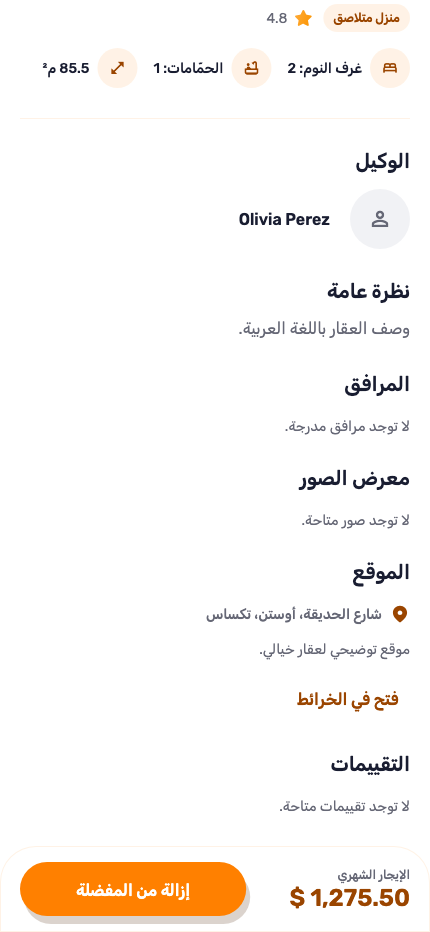 منزل متلاصق 4.8
غرف النوم: 2 الحمّامات: 1 85.5 م²
الوكيل
Olivia Perez
نظرة عامة
وصف العقار باللغة العربية.
المرافق
لا توجد مرافق مدرجة.
معرض الصور
لا توجد صور متاحة.
الموقع
شارع الحديقة، أوستن، تكساس
موقع توضيحي لعقار خيالي.
فتح في الخرائط
التقييمات
لا توجد تقييمات متاحة.
الإيجار الشهري
$ 1,275.50
إزالة من المفضلة